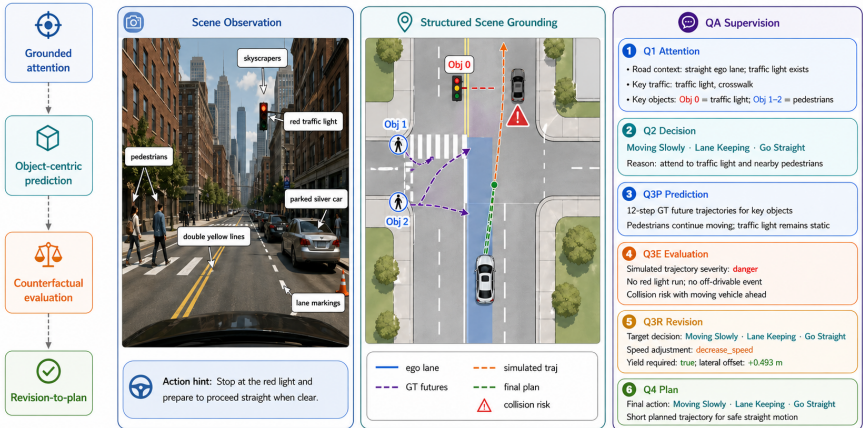 Grounded
attention
Object-centric
prediction
Counterfactual
evaluation
Revision-to-plan
Scene Observation
skyscrapers
red traffic light
pedestrians
parked silver car
double yellow lines
lane markings
Action hint: Stop at the red light and
prepare to proceed straight when clear.
Structured Scene Grounding
Obj 0
Obj 1
Obj 2
ego lane
simulated traj
GT futures
final plan
collision risk
QA Supervision
1 Q1 Attention
• Road context: straight ego lane; traffic light exists
• Key traffic: traffic light, crosswalk
• Key objects: Obj 0 = traffic light; Obj 1–2 = pedestrians
2 Q2 Decision
Moving Slowly · Lane Keeping · Go Straight
Reason: attend to traffic light and nearby pedestrians
3 Q3P Prediction
12-step GT future trajectories for key objects
Pedestrians continue moving; traffic light remains static
4 Q3E Evaluation
Simulated trajectory severity: danger
No red light run; no off-drivable event
Collision risk with moving vehicle ahead
5 Q3R Revision
Target decision: Moving Slowly · Lane Keeping · Go Straight
Speed adjustment: decrease_speed
Yield required: true; lateral offset: +0.493 m
6 Q4 Plan
Final action: Moving Slowly · Lane Keeping · Go Straight
Short planned trajectory for safe straight motion